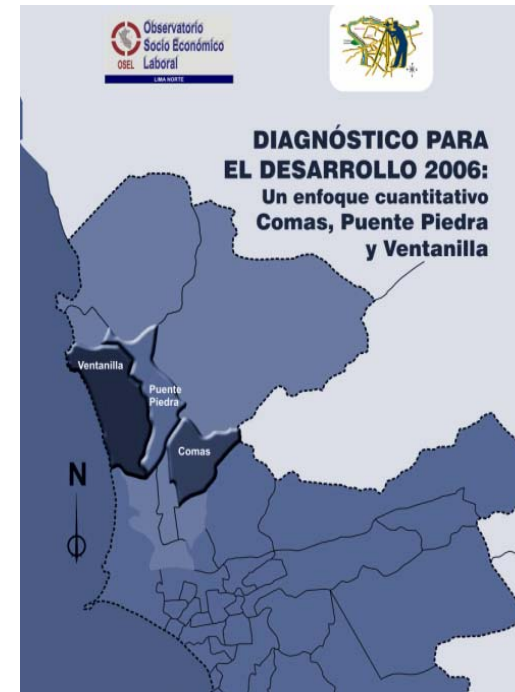 Observatorio
Socio Económico
Laboral
OSEL
LIMA NORTE
DIAGNÓSTICO PARA
EL DESARROLLO 2006:
Un enfoque cuantitativo
Comas, Puente Piedra
y Ventanilla
Ventanilla
Puente
Piedra
Comas
N